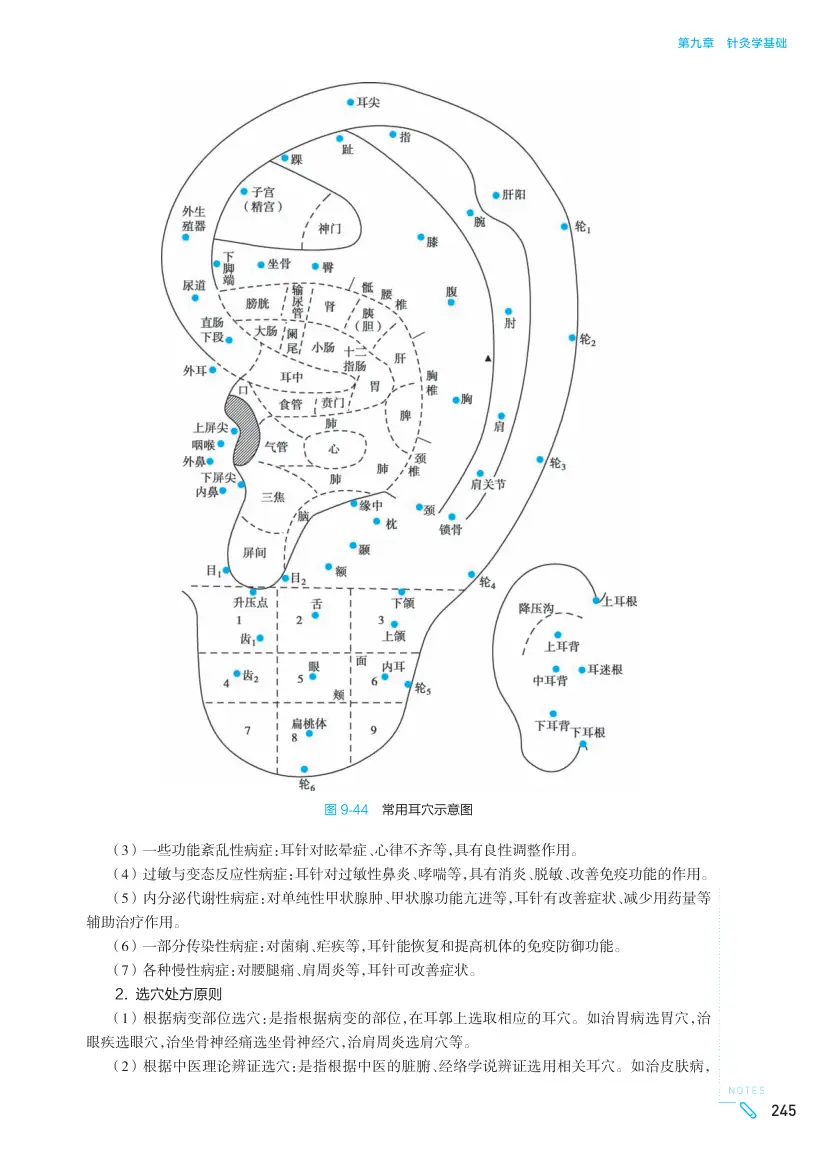 第九章 针灸学基础
耳尖
指
趾
踝
子宫
（精宫）
肝阳
外生
殖器
腕
轮1
神门
膝
下
脚
端
坐骨
臀
尿道
膀胱
输
尿
管
肾
骶
腰
椎
胰
（胆）
腹
肘
直肠
下段
大肠
阑
尾
小肠
十二
指肠
肝
轮2
外耳
口
耳中
胃
胸
椎
食管
贲门
胸
脾
肩
上屏尖
咽喉
外鼻
气管
肺
心
肺
颈
椎
轮3
下屏尖
内鼻
肺
肩关节
三焦
脑
缘中
颈
枕
锁骨
屏间
颞
目1
目2
额
轮4
升压点
1
舌
2
下颌
3
上颌
齿1
4
齿2
眼
5
面
内耳
6
轮5
颊
7
扁桃体
8
9
轮6
降压沟
上耳根
上耳背
中耳背
耳迷根
下耳背
下耳根
图 9-44 常用耳穴示意图
（3）一些功能紊乱性病症:耳针对眩晕症、心律不齐等,具有良性调整作用。
（4）过敏与变态反应性病症:耳针对过敏性鼻炎、哮喘等,具有消炎、脱敏、改善免疫功能的作用。
（5）内分泌代谢性病症:对单纯性甲状腺肿、甲状腺功能亢进等,耳针有改善症状、减少用药量等
辅助治疗作用。
（6）一部分传染性病症:对菌痢、疟疾等,耳针能恢复和提高机体的免疫防御功能。
（7）各种慢性病症:对腰腿痛、肩周炎等,耳针可改善症状。
2. 选穴处方原则
（1）根据病变部位选穴:是指根据病变的部位,在耳郭上选取相应的耳穴。如治胃病选胃穴,治
眼疾选眼穴,治坐骨神经痛选坐骨神经穴,治肩周炎选肩穴等。
（2）根据中医理论辨证选穴:是指根据中医的脏腑、经络学说辨证选用相关耳穴。如治皮肤病,
NOTES
245